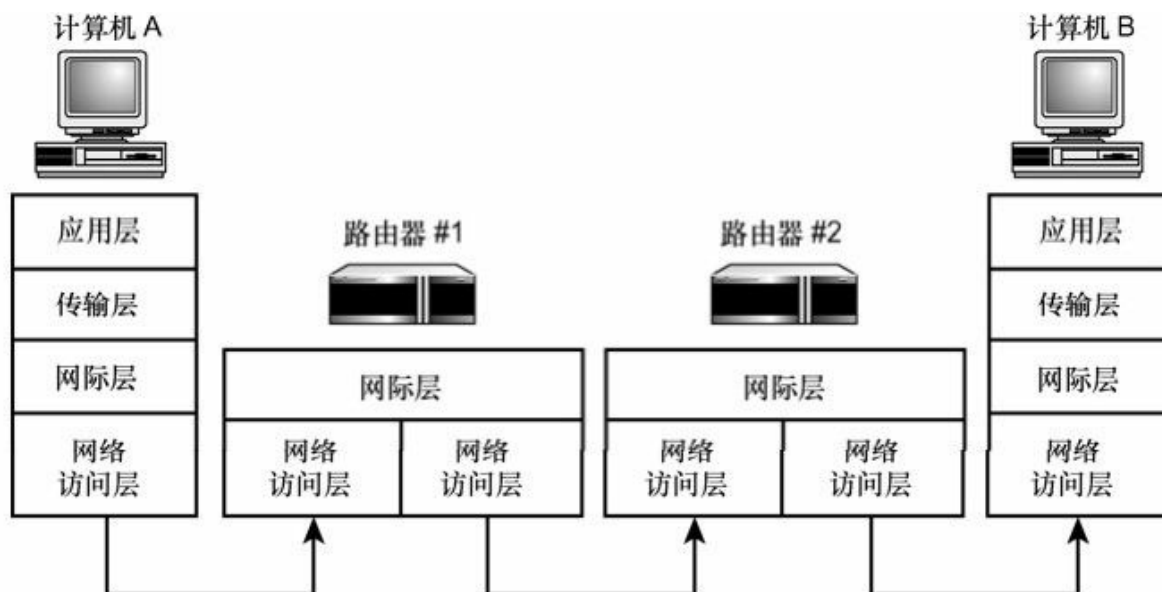 计算机 A
计算机 B
应用层
传输层
网际层
网络
访问层
路由器 #1
网际层
网络
访问层
网络
访问层
路由器 #2
网际层
网络
访问层
网络
访问层
应用层
传输层
网际层
网络
访问层